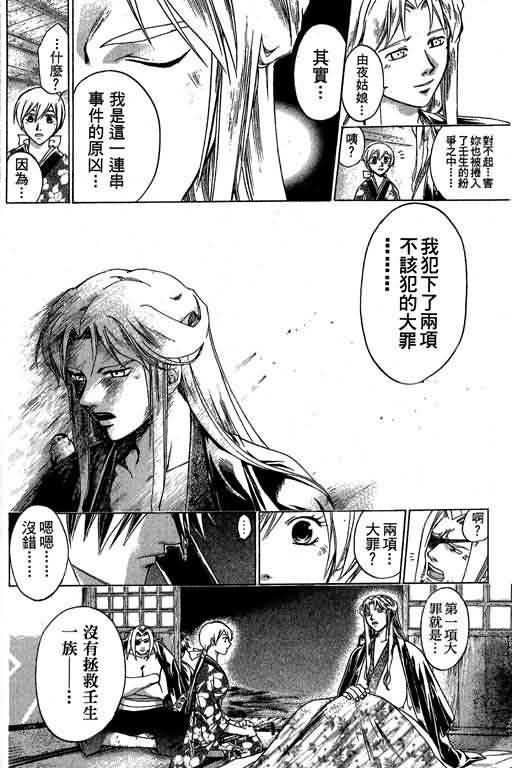 由夜姑娘…
對不起…害
妳也被捲入
了壬生的紛
爭之中……
咦?
其實…
我是這一連串
事件的原凶…
…什麼?
因為…
我犯下了兩項
不該犯的大罪
…………
啊?
兩項
大罪?
…
嗯嗯……
沒錯……
第一項大
罪就是…
沒有拯救壬生
一族……